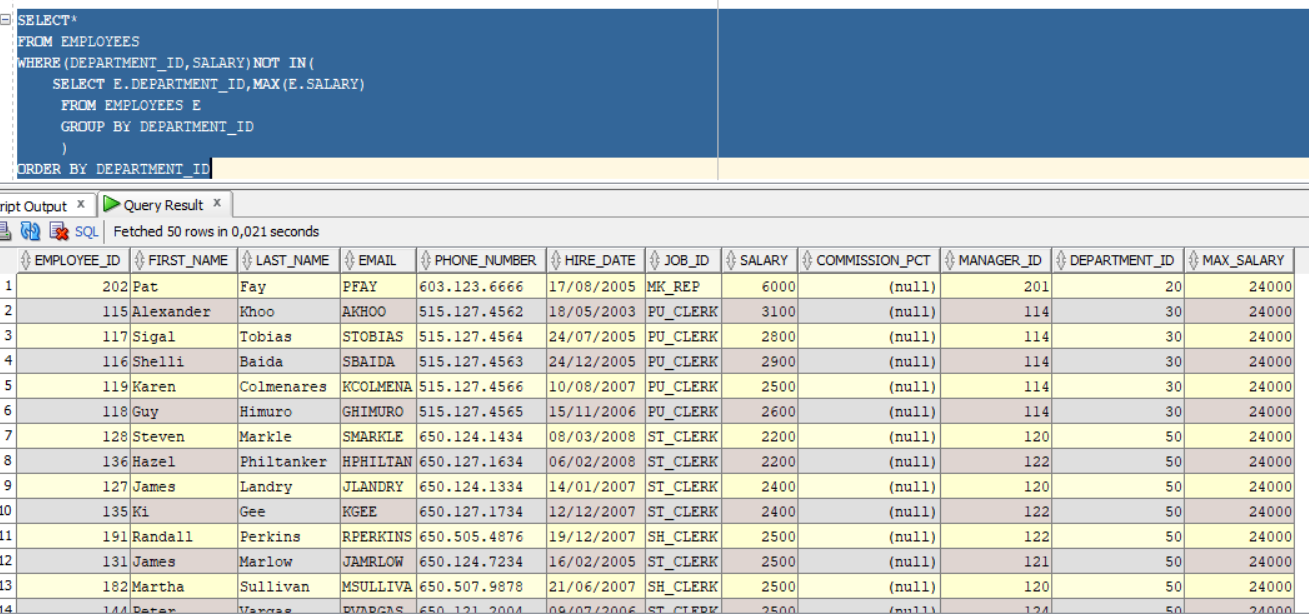 SELECT*
FROM EMPLOYEES
WHERE(DEPARTMENT_ID,SALARY)NOT IN(
SELECT E.DEPARTMENT_ID,MAX(E.SALARY)
FROM EMPLOYEES E
GROUP BY DEPARTMENT_ID
)
ORDER BY DEPARTMENT_ID
ript Output x Query Result x
SQL Fetched 50 rows in 0,021 seconds
EMPLOYEE_ID FIRST_NAME LAST_NAME EMAIL PHONE_NUMBER HIRE_DATE JOB_ID SALARY COMMISSION_PCT MANAGER_ID DEPARTMENT_ID MAX_SALARY
1 202 Pat Fay PFAY 603.123.6666 17/08/2005 MK_REP 6000 (null) 201 20 24000
2 115 Alexander Khoo AKHOO 515.127.4562 18/05/2003 PU_CLERK 3100 (null) 114 30 24000
3 117 Sigal Tobias STOBIAS 515.127.4564 24/07/2005 PU_CLERK 2800 (null) 114 30 24000
4 116 Shelli Baida SBAIDA 515.127.4563 24/12/2005 PU_CLERK 2900 (null) 114 30 24000
5 119 Karen Colmenares KCOLMENA 515.127.4566 10/08/2007 PU_CLERK 2500 (null) 114 30 24000
6 118 Guy Himuro GHIMURO 515.127.4565 15/11/2006 PU_CLERK 2600 (null) 114 30 24000
7 128 Steven Markle SMARKLE 650.124.1434 08/03/2008 ST_CLERK 2200 (null) 120 50 24000
8 136 Hazel Philtanker HPHILTAN 650.127.1634 06/02/2008 ST_CLERK 2200 (null) 122 50 24000
9 127 James Landry JLANDRY 650.124.1334 14/01/2007 ST_CLERK 2400 (null) 120 50 24000
10 135 Ki Gee KGEE 650.127.1734 12/12/2007 ST_CLERK 2400 (null) 122 50 24000
11 191 Randall Perkins RPERKINS 650.505.4876 19/12/2007 SH_CLERK 2500 (null) 122 50 24000
12 131 James Marlow JAMRLOW 650.124.7234 16/02/2005 ST_CLERK 2500 (null) 121 50 24000
13 182 Martha Sullivan MSULLIVA 650.507.9878 21/06/2007 SH_CLERK 2500 (null) 120 50 24000
14 144 Peter Vargas PVARGAS 650.121.2004 09/07/2006 ST_CLERK 2500 (null) 124 50 24000